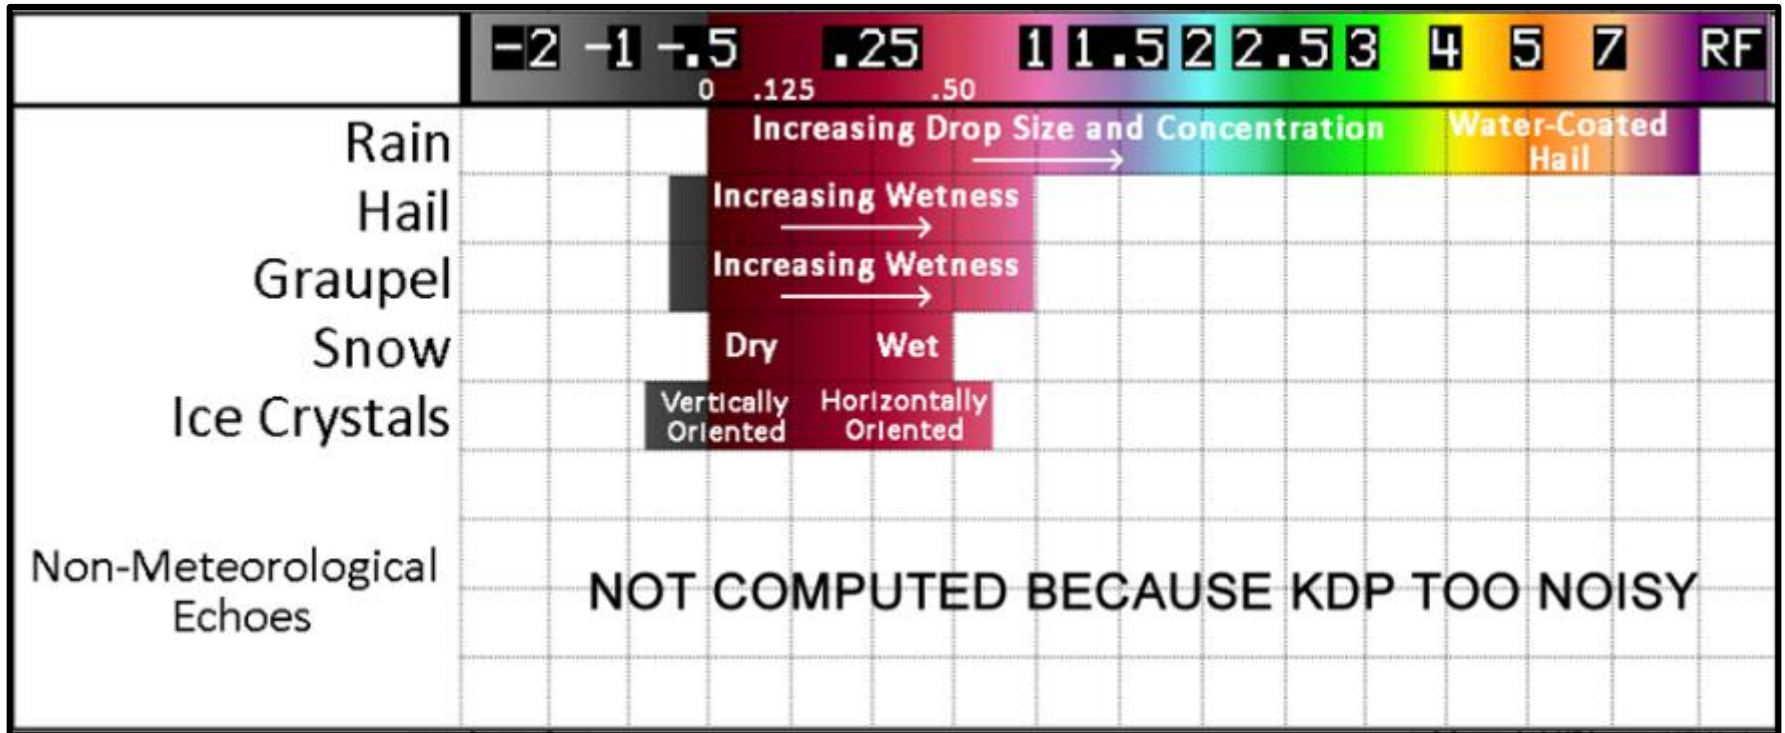 -2 -1 -.5 .25 1 1.5 2 2.5 3 4 5 7 RF
0 .125 .50
Rain
Increasing Drop Size and Concentration
Water-Coated
Hail
Hail
Increasing Wetness
Graupel
Increasing Wetness
Snow
Dry
Wet
Ice Crystals
Vertically
Oriented
Horizontally
Oriented
Non-Meteorological
Echoes
NOT COMPUTED BECAUSE KDP TOO NOISY